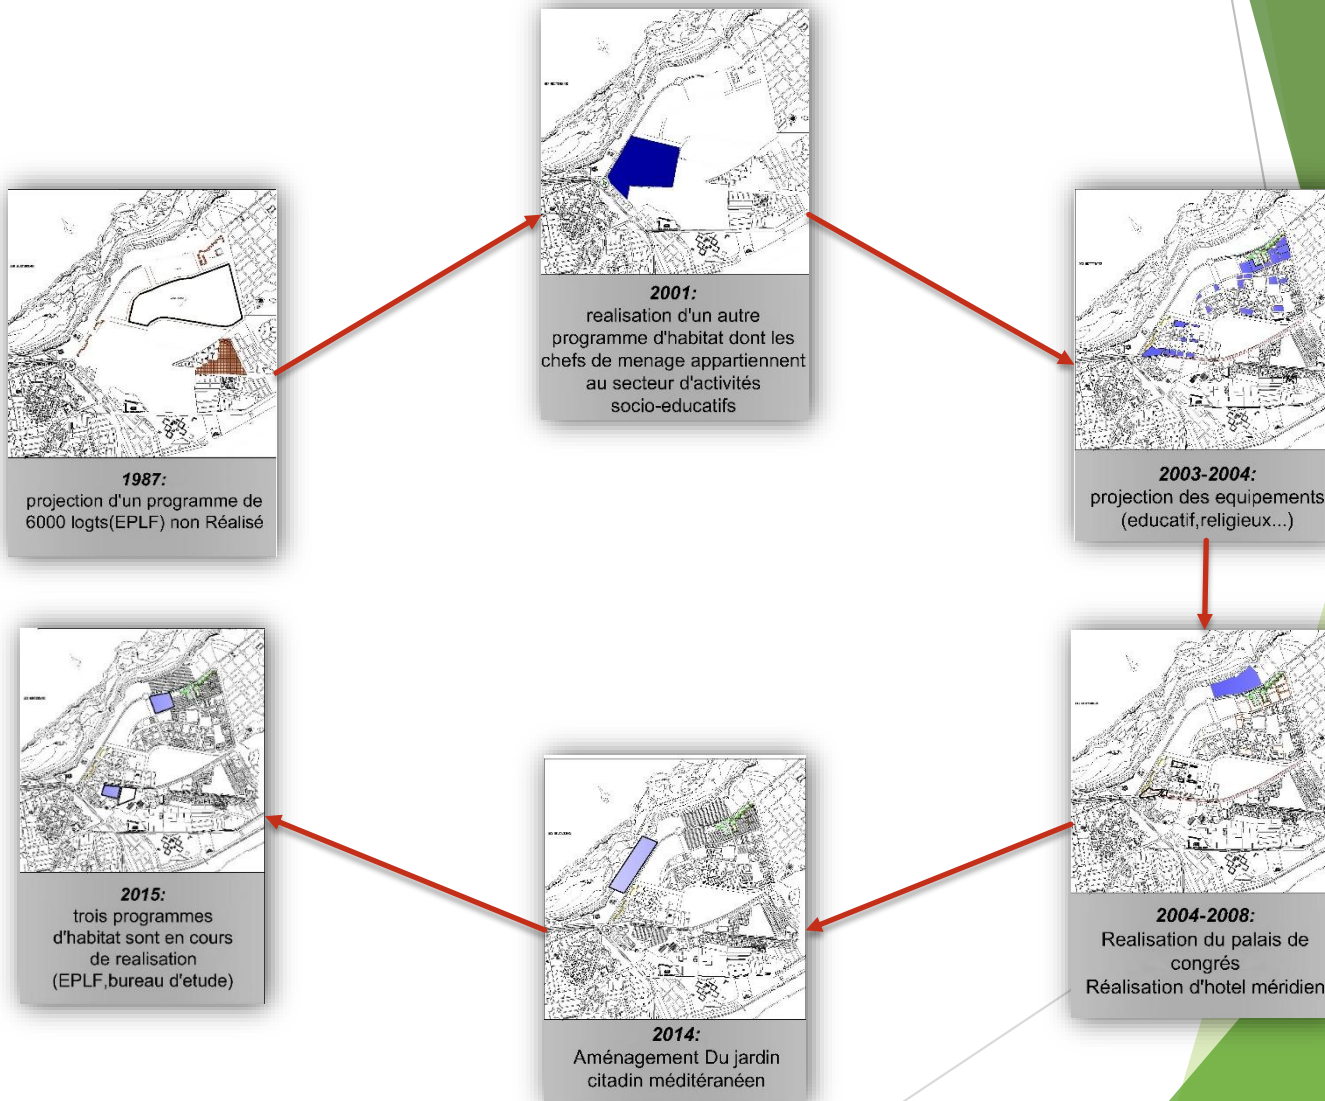 1987:
projection d'un programme de
6000 logts(EPLF) non Réalisé
2001:
realisation d'un autre
programme d'habitat dont les
chefs de menage appartiennent
au secteur d'activités
socio-educatifs
2003-2004:
projection des equipements
(educatif,religieux...)
2004-2008:
Realisation du palais de
congrés
Réalisation d'hotel méridien
2014:
Aménagement Du jardin
citadin méditéranéen
2015:
trois programmes
d'habitat sont en cours
de realisation
(EPLF,bureau d'etude)